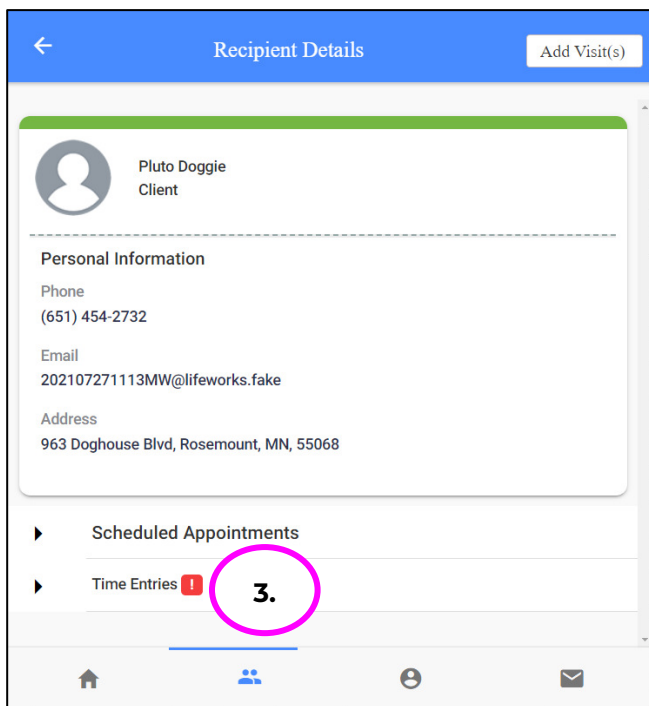 Recipient Details
Add Visit(s)
Pluto Doggie
Client
Personal Information
Phone
(651) 454-2732
Email
202107271113MW@lifeworks.fake
Address
963 Doghouse Blvd, Rosemount, MN, 55068
Scheduled Appointments
Time Entries !
3.